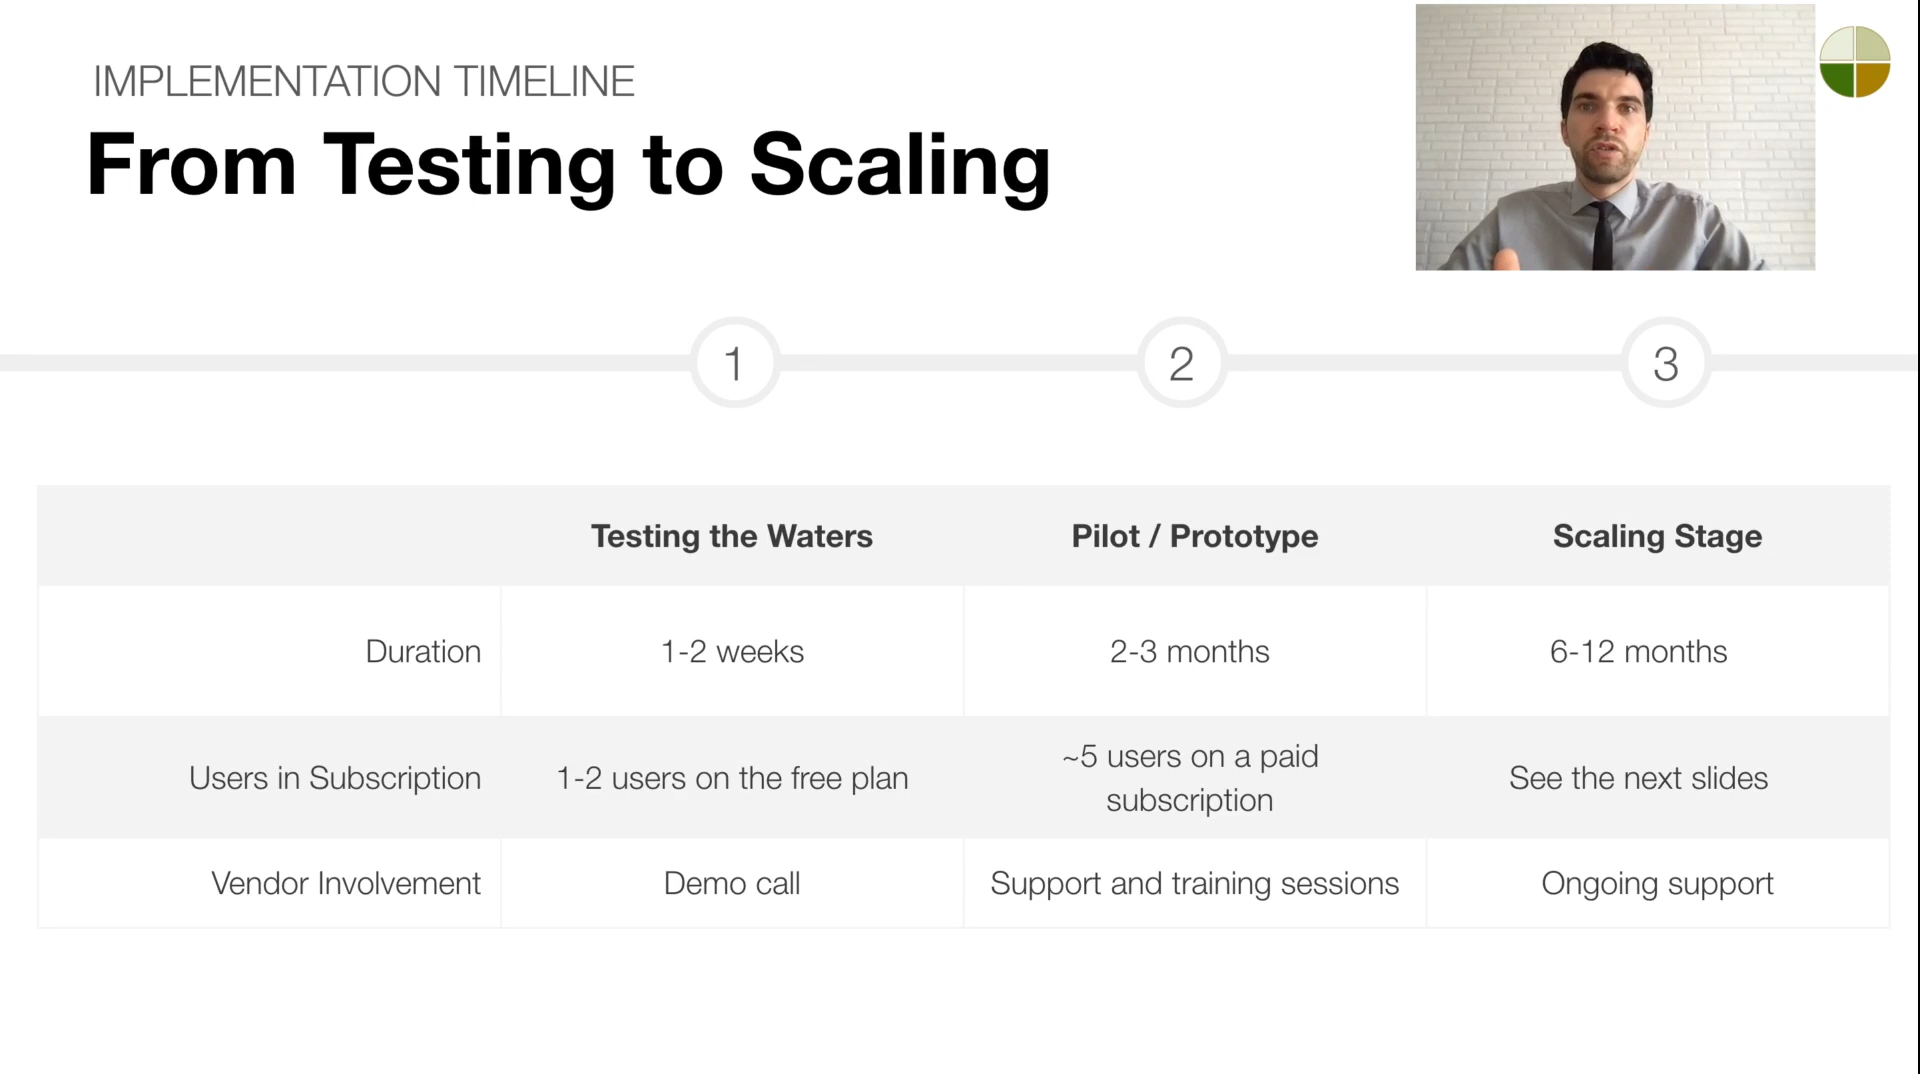 IMPLEMENTATION TIMELINE
From Testing to Scaling
1
2
3
Testing the Waters
Pilot / Prototype
Scaling Stage
Duration
1-2 weeks
2-3 months
6-12 months
Users in Subscription
1-2 users on the free plan
~5 users on a paid
subscription
See the next slides
Vendor Involvement
Demo call
Support and training sessions
Ongoing support